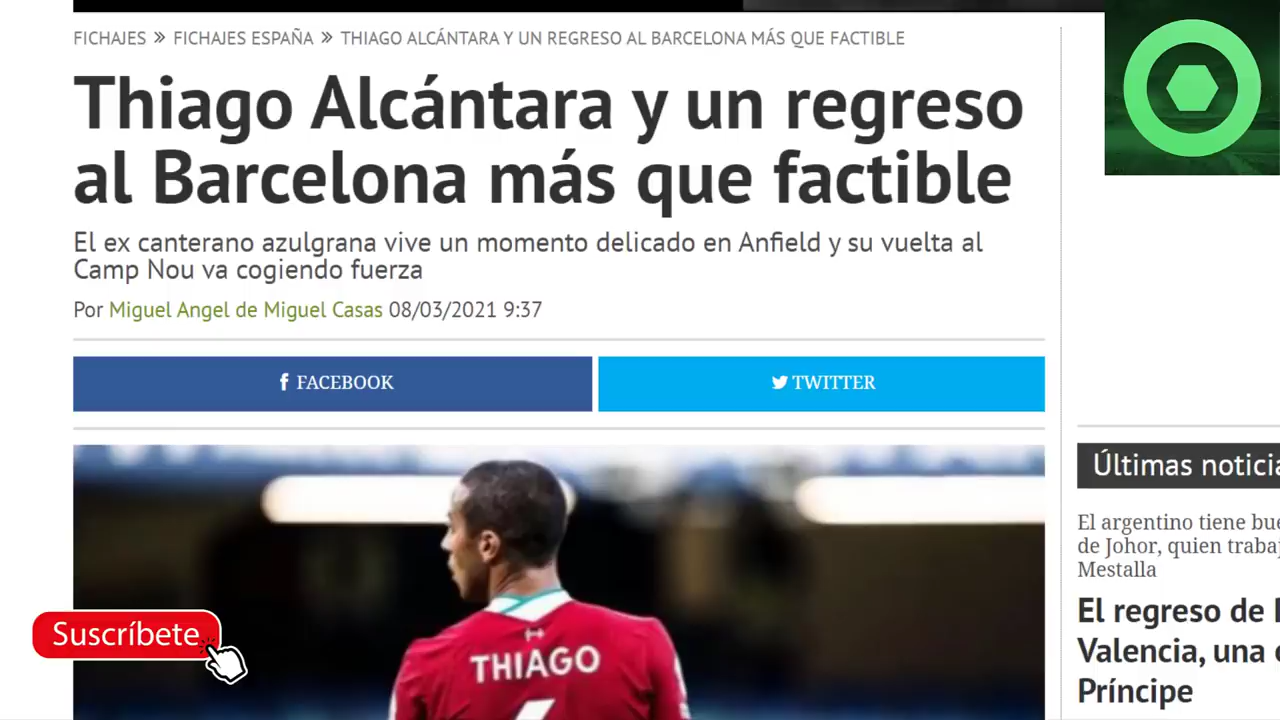 FICHAJES » FICHAJES ESPAÑA » THIAGO ALCÁNTARA Y UN REGRESO AL BARCELONA MÁS QUE FACTIBLE
Thiago Alcántara y un regreso
al Barcelona más que factible
El ex canterano azulgrana vive un momento delicado en Anfield y su vuelta al
Camp Nou va cogiendo fuerza
Por Miguel Angel de Miguel Casas 08/03/2021 9:37
FACEBOOK
TWITTER
THIAGO
Suscríbete
Últimas
El argentino tiene
de Johor, quien
Mestalla
El regreso de
Valencia, una
Príncipe